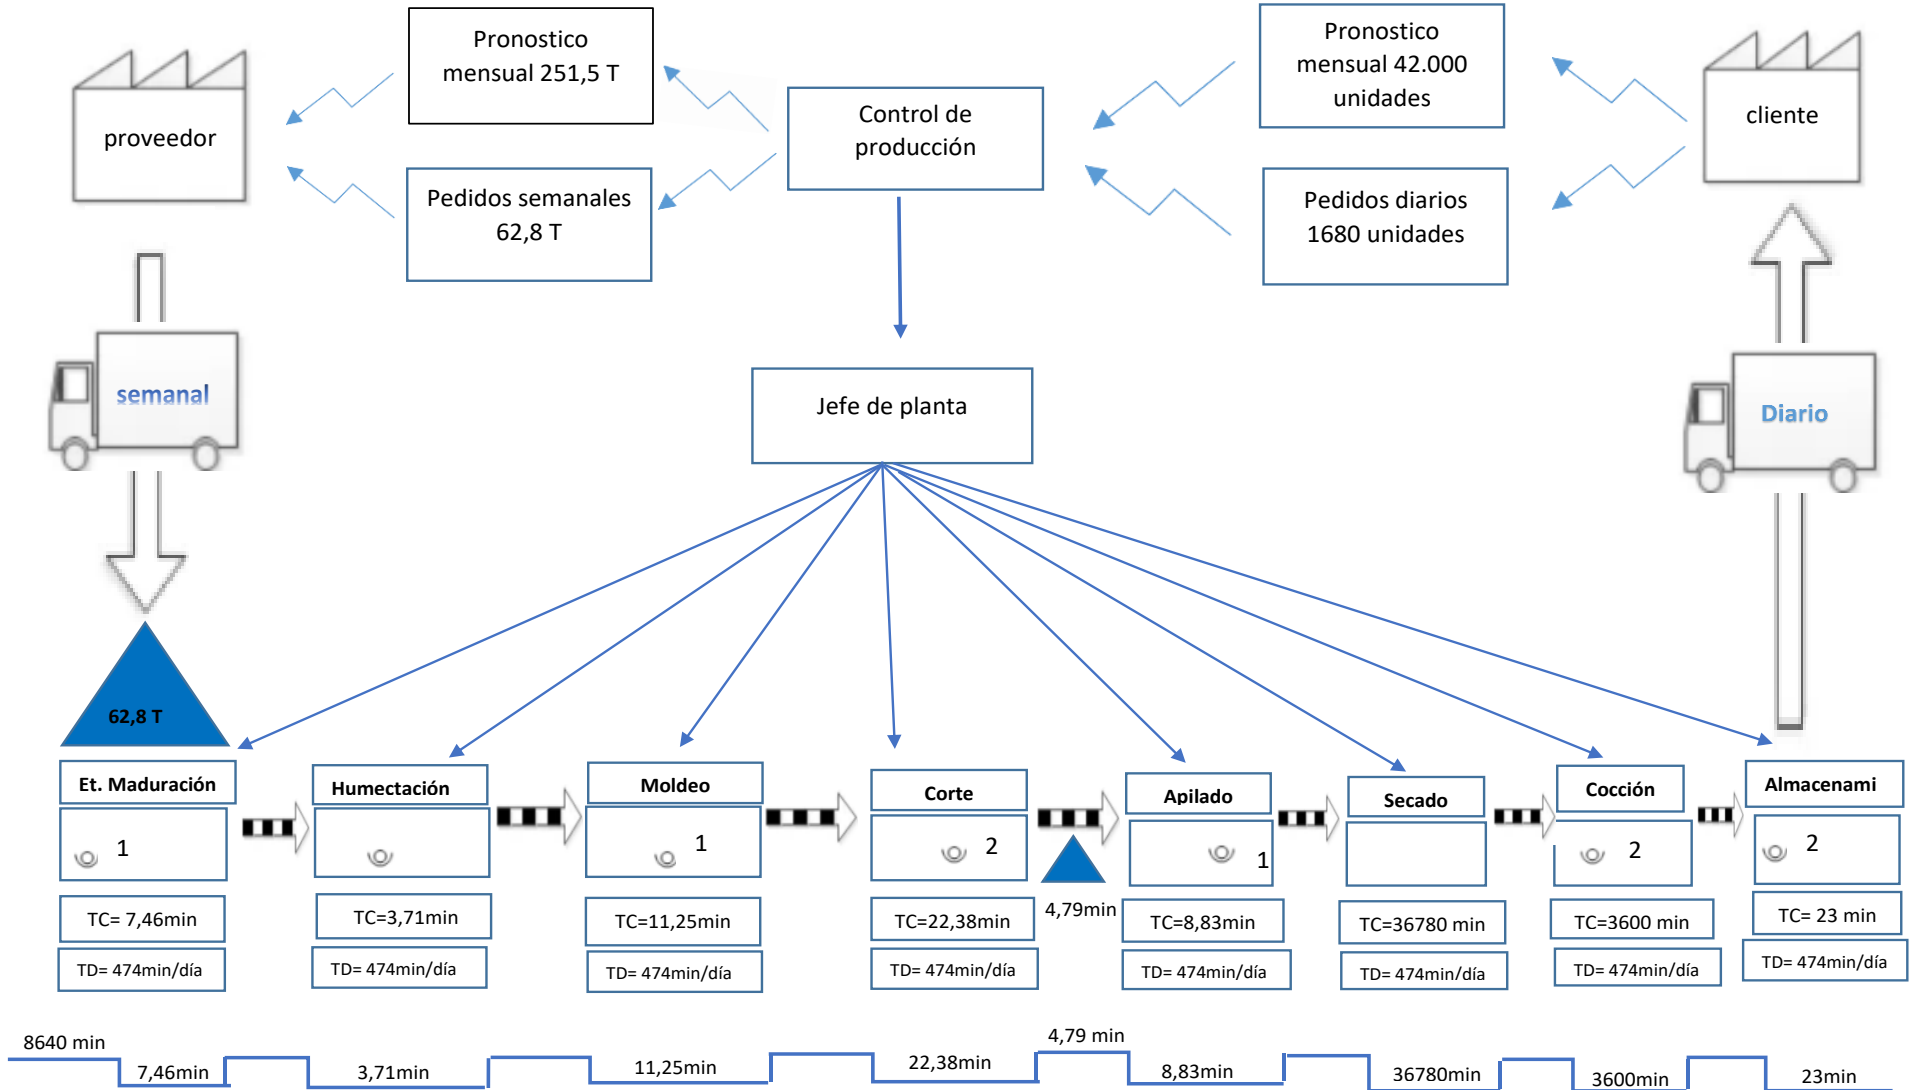 Pronostico
mensual 251,5 T
Pronostico
mensual 42.000
unidades
proveedor
Control de
producción
cliente
Pedidos semanales
62,8 T
Pedidos diarios
1680 unidades
semanal
Jefe de planta
Diario
62,8 T
Et. Maduración
Humectación
Moldeo
Corte
Apilado
Secado
Cocción
Almacenami
1
1
2
1
2
2
TC= 7,46min
TC=3,71min
TC=11,25min
TC=22,38min
4,79min
TC=8,83min
TC=36780 min
TC=3600 min
TC= 23 min
TD= 474min/día
TD= 474min/día
TD= 474min/día
TD= 474min/día
TD= 474min/día
TD= 474min/día
TD= 474min/día
TD= 474min/día
8640 min
7,46min
3,71min
11,25min
22,38min
4,79 min
8,83min
36780min
3600min
23min